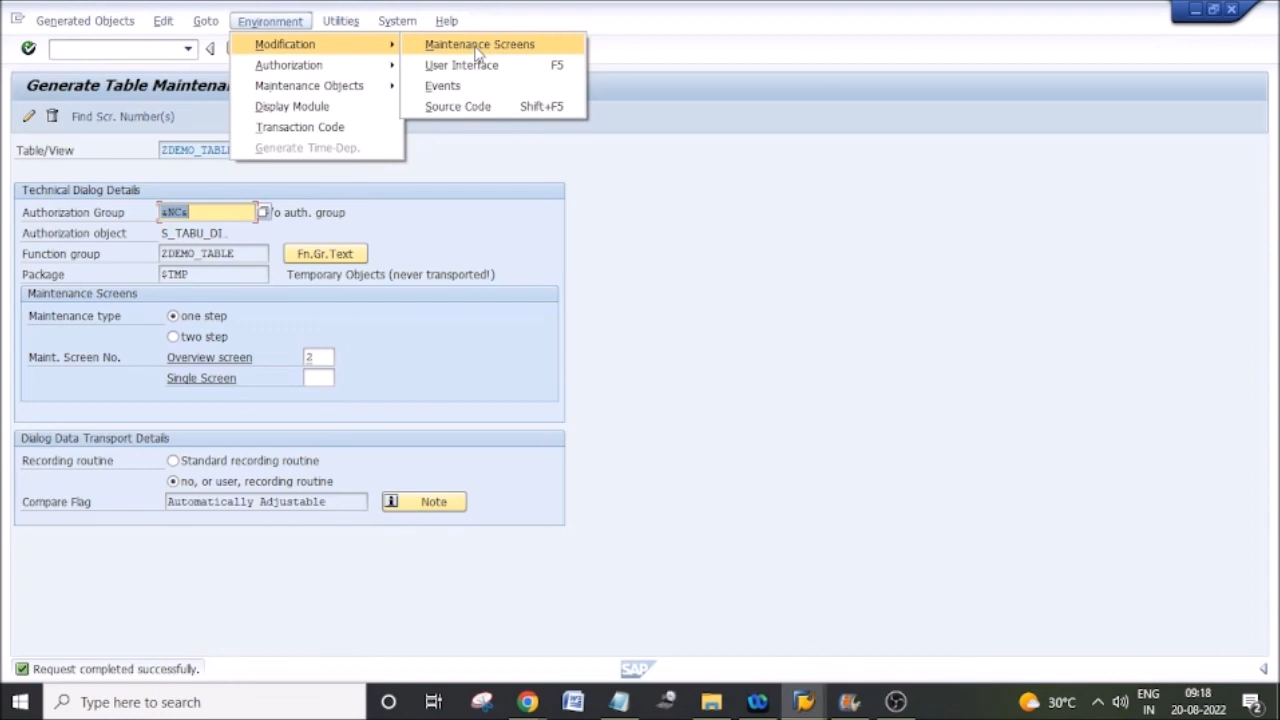 Generated Objects Edit Goto Environment Utilities System Help
Modification Maintenance Screens
Authorization User Interface F5
Generate Table Maintena
Maintenance Objects Events
Find Scr. Number(s) Display Module Source Code Shift+F5
Transaction Code
Table/View ZDEMO_TABL Generate Time-Dep.
Technical Dialog Details
Authorization Group &NC& o auth. group
Authorization object S_TABU_DI.
Function group ZDEMO_TABLE Fn.Gr.Text
Package $TMP Temporary Objects (never transported!)
Maintenance Screens
Maintenance type one step
two step
Maint. Screen No. Overview screen 2
Single Screen
Dialog Data Transport Details
Recording routine Standard recording routine
no, or user, recording routine
Compare Flag Automatically Adjustable Note
Request completed successfully. SAP
Type here to search 30°C ENG 09:18
IN 20-08-2022 2